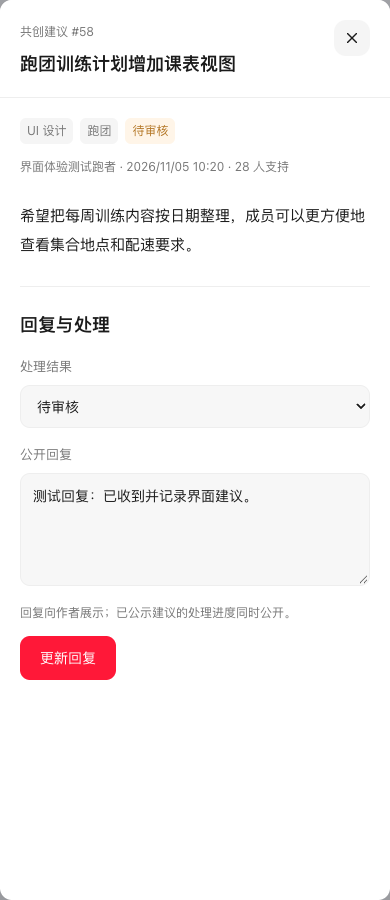 共创建议 #58
跑团训练计划增加课表视图
UI 设计 跑团 待审核
界面体验测试跑者 · 2026/11/05 10:20 · 28 人支持
希望把每周训练内容按日期整理，成员可以更方便地
查看集合地点和配速要求。
回复与处理
处理结果
待审核
公开回复
测试回复：已收到并记录界面建议。
回复向作者展示；已公示建议的处理进度同时公开。
更新回复